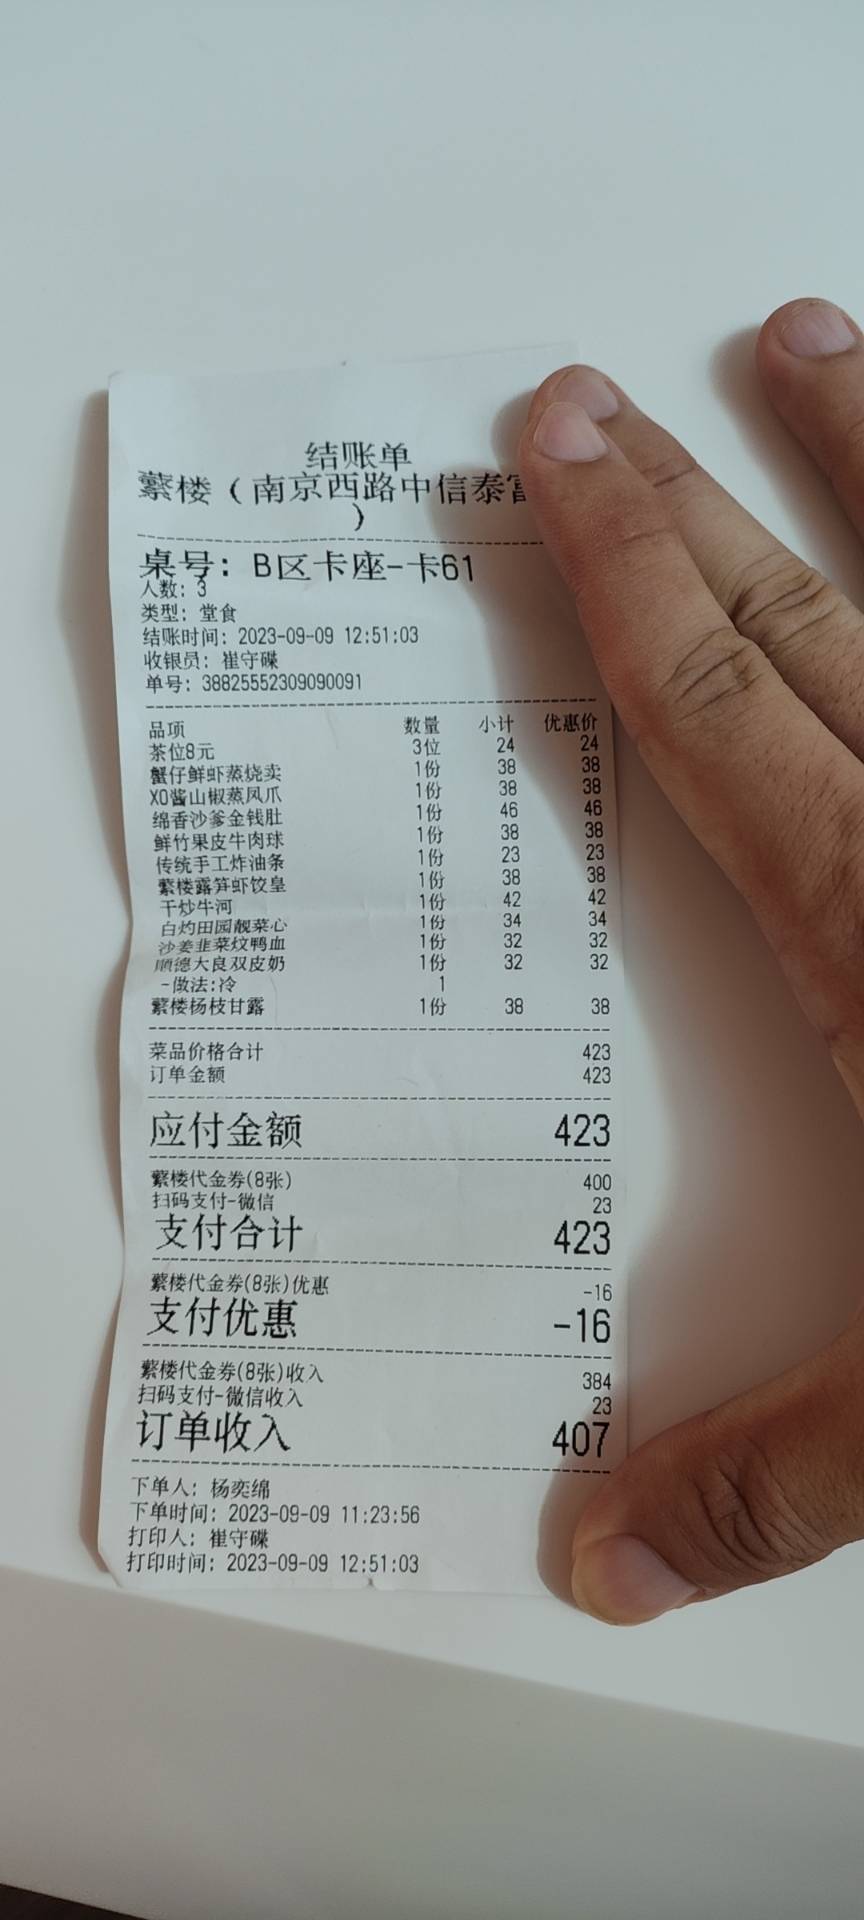 结账单
蘩楼（南京西路中信泰富
）
桌号: B区卡座-卡61
人数: 3
类型: 堂食
结账时间: 2023-09-09 12:51:03
收银员: 崔守碟
单号: 38825552309090091
品项 数量 小计 优惠价
茶位8元 3位 24 24
蟹仔鲜虾蒸烧卖 1份 38 38
XO酱山椒蒸凤爪 1份 38 38
绵香沙爹金钱肚 1份 46 46
鲜竹果皮牛肉球 1份 38 38
传统手工炸油条 1份 23 23
蘩楼露笋虾饺皇 1份 38 38
干炒牛河 1份 42 42
白灼田园靓菜心 1份 34 34
沙姜韭菜炆鸭血 1份 32 32
顺德大良双皮奶 1份 32 32
-做法:冷 1
蘩楼杨枝甘露 1份 38 38
菜品价格合计 423
订单金额 423
应付金额 423
蘩楼代金券(8张) 400
扫码支付-微信 23
支付合计 423
蘩楼代金券(8张)优惠 -16
支付优惠 -16
蘩楼代金券(8张)收入 384
扫码支付-微信收入 23
订单收入 407
下单人: 杨奕绵
下单时间: 2023-09-09 11:23:56
打印人: 崔守碟
打印时间: 2023-09-09 12:51:03